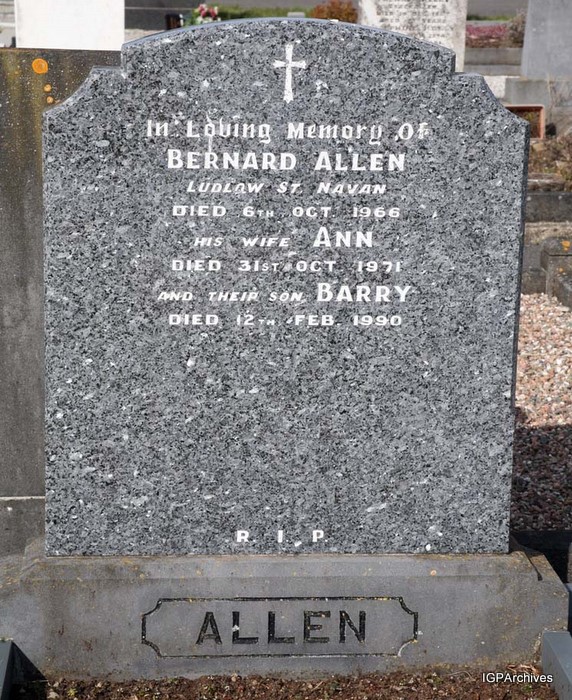 In Loving Memory Of
BERNARD ALLEN
LUDLOW ST. NAVAN
DIED 6TH OCT. 1966
HIS WIFE ANN
DIED 31ST OCT. 1971
AND THEIR SON, BARRY
DIED 12TH FEB. 1990
R. I. P.
ALLEN
IGPArchives